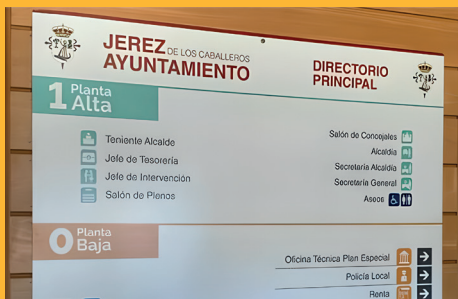 JEREZ DE LOS CABALLEROS
AYUNTAMIENTO
DIRECTORIO
PRINCIPAL
1 Planta
Alta
Teniente Alcalde
Jefe de Tesorería
Jefe de Intervención
Salón de Plenos
Salón de Concejales
Alcaldía
Secretaría Alcaldía
Secretaría General
Aseos
0 Planta
Baja
Oficina Técnica Plan Especial
Policía Local
Renta